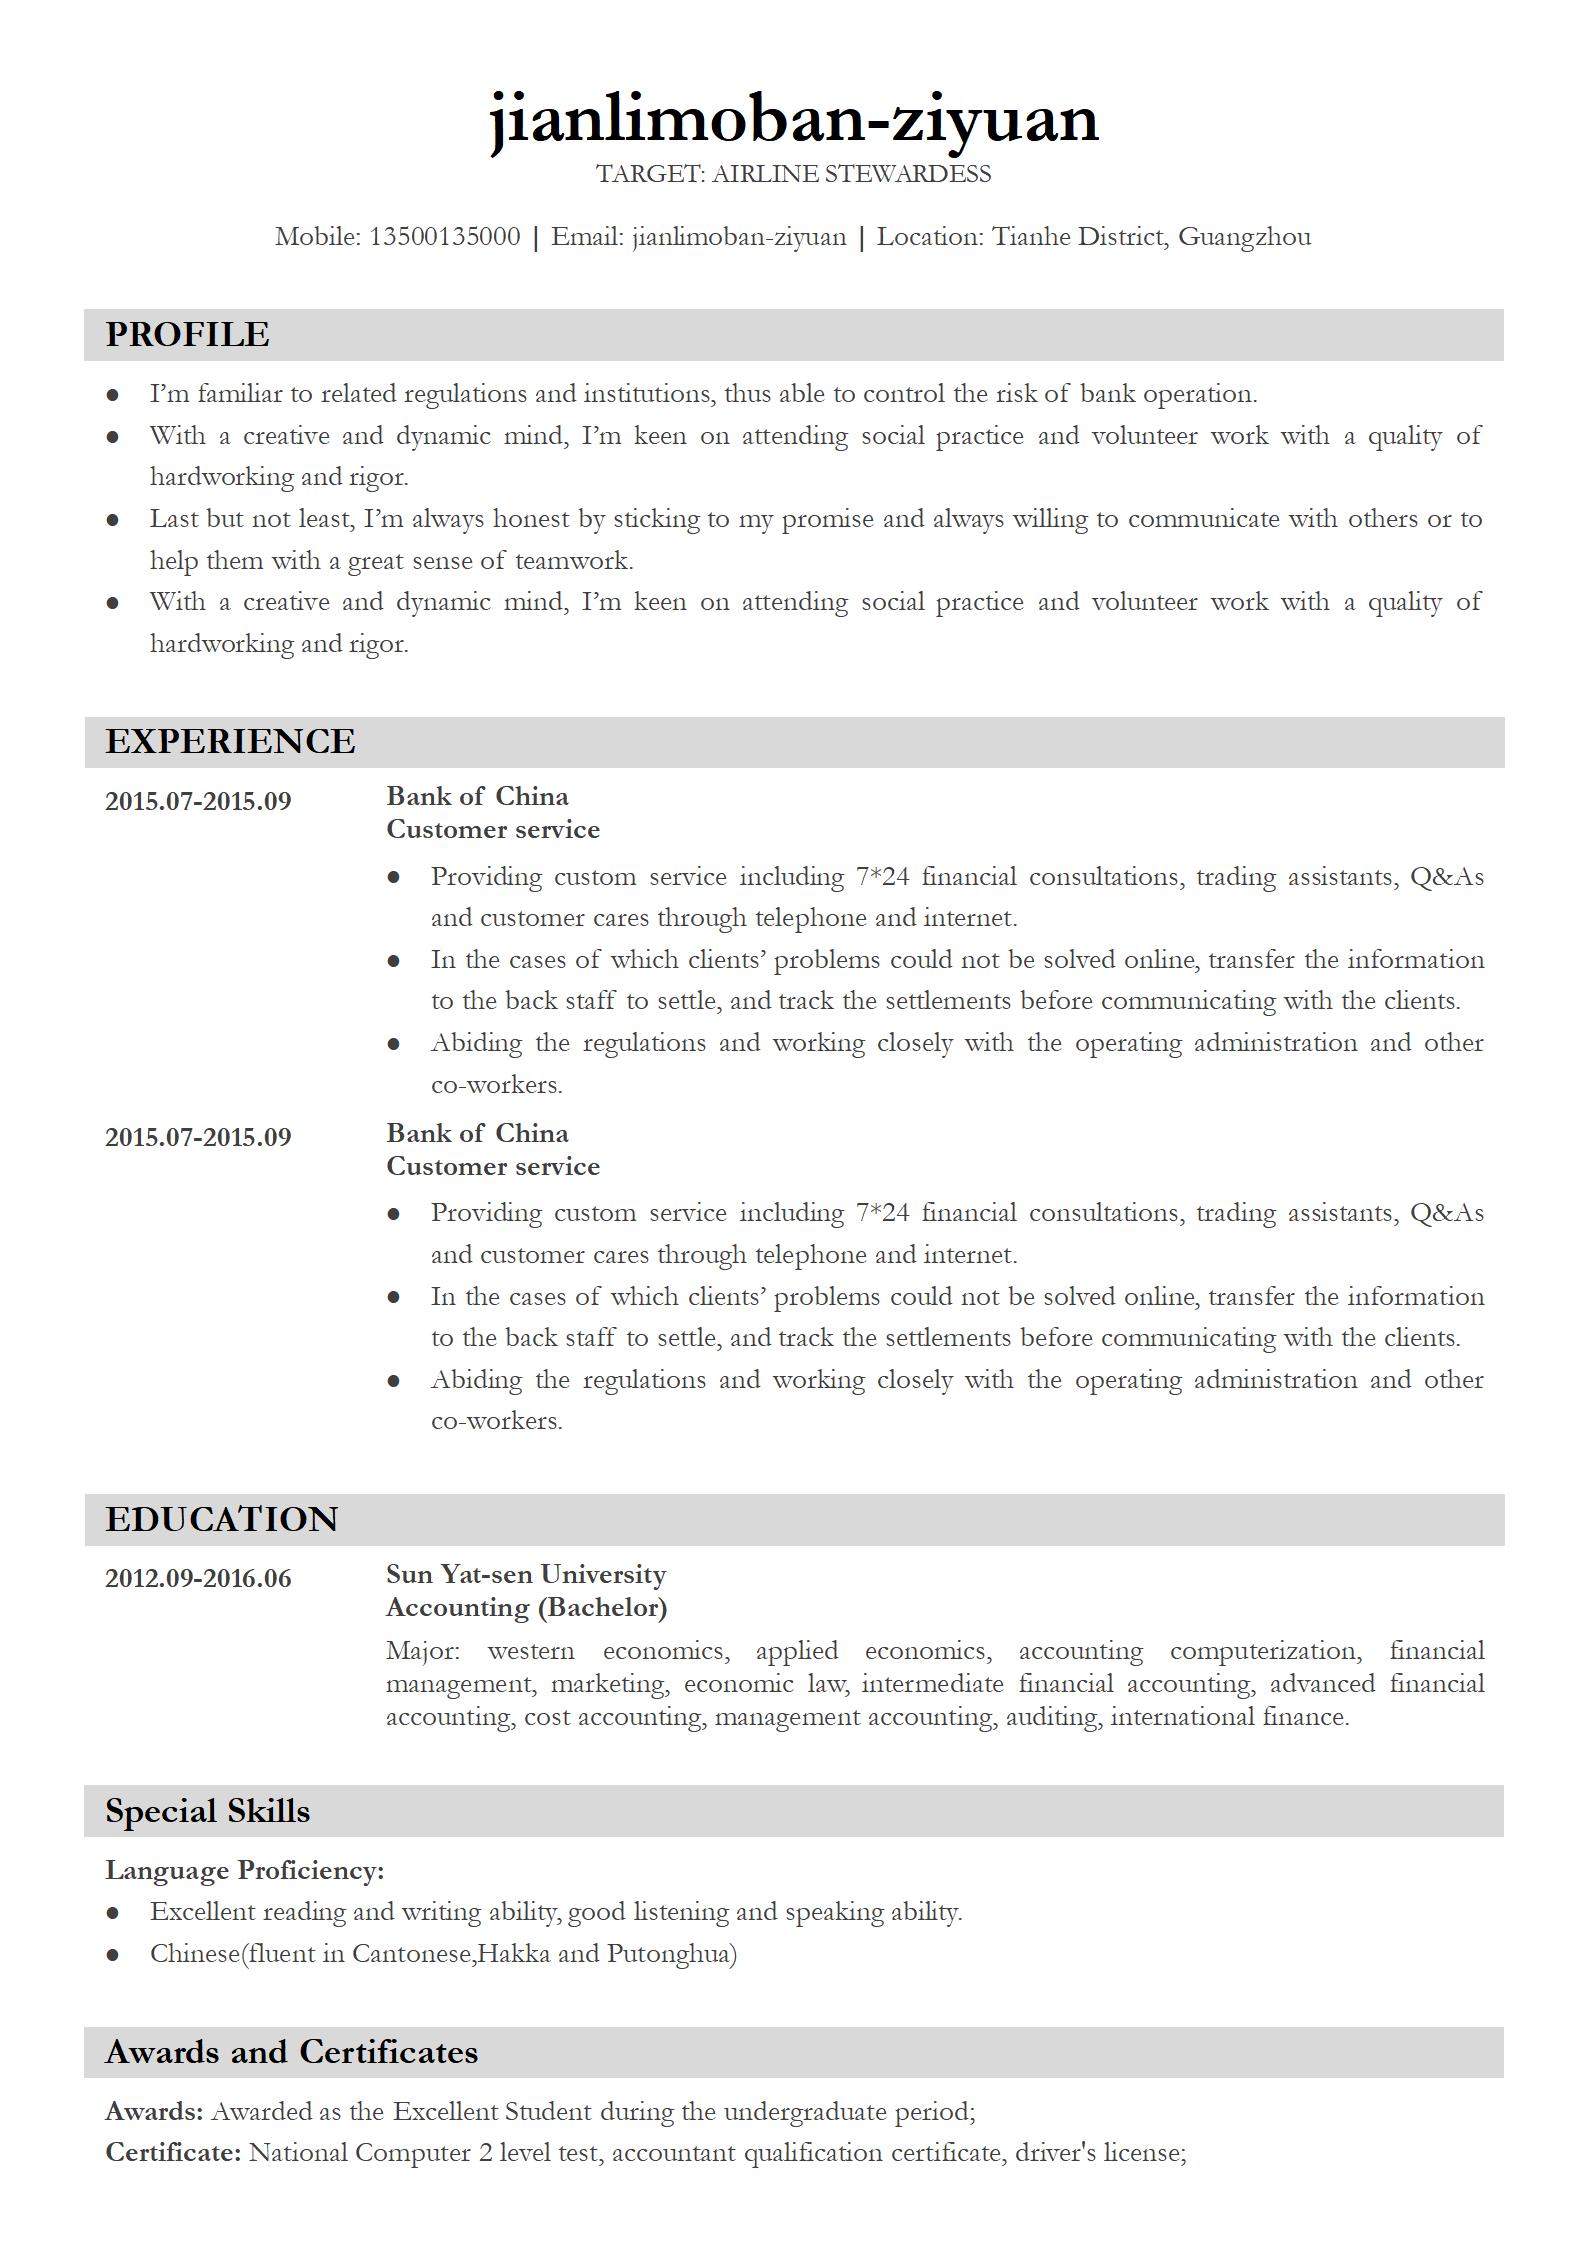 jianlimoban-ziyuan
TARGET: AIRLINE STEWARDESS
Mobile: 13500135000 | Email: jianlimoban-ziyuan | Location: Tianhe District, Guangzhou
PROFILE
● I’m familiar to related regulations and institutions, thus able to control the risk of bank operation.
● With a creative and dynamic mind, I’m keen on attending social practice and volunteer work with a quality of
hardworking and rigor.
● Last but not least, I’m always honest by sticking to my promise and always willing to communicate with others or to
help them with a great sense of teamwork.
● With a creative and dynamic mind, I’m keen on attending social practice and volunteer work with a quality of
hardworking and rigor.
EXPERIENCE
2015.07-2015.09 Bank of China
Customer service
● Providing custom service including 7*24 financial consultations, trading assistants, Q&As
and customer cares through telephone and internet.
● In the cases of which clients’ problems could not be solved online, transfer the information
to the back staff to settle, and track the settlements before communicating with the clients.
● Abiding the regulations and working closely with the operating administration and other
co-workers.
2015.07-2015.09 Bank of China
Customer service
● Providing custom service including 7*24 financial consultations, trading assistants, Q&As
and customer cares through telephone and internet.
● In the cases of which clients’ problems could not be solved online, transfer the information
to the back staff to settle, and track the settlements before communicating with the clients.
● Abiding the regulations and working closely with the operating administration and other
co-workers.
EDUCATION
2012.09-2016.06 Sun Yat-sen University
Accounting (Bachelor)
Major: western economics, applied economics, accounting computerization, financial
management, marketing, economic law, intermediate financial accounting, advanced financial
accounting, cost accounting, management accounting, auditing, international finance.
Special Skills
Language Proficiency:
● Excellent reading and writing ability, good listening and speaking ability.
● Chinese(fluent in Cantonese,Hakka and Putonghua)
Awards and Certificates
Awards: Awarded as the Excellent Student during the undergraduate period;
Certificate: National Computer 2 level test, accountant qualification certificate, driver's license;